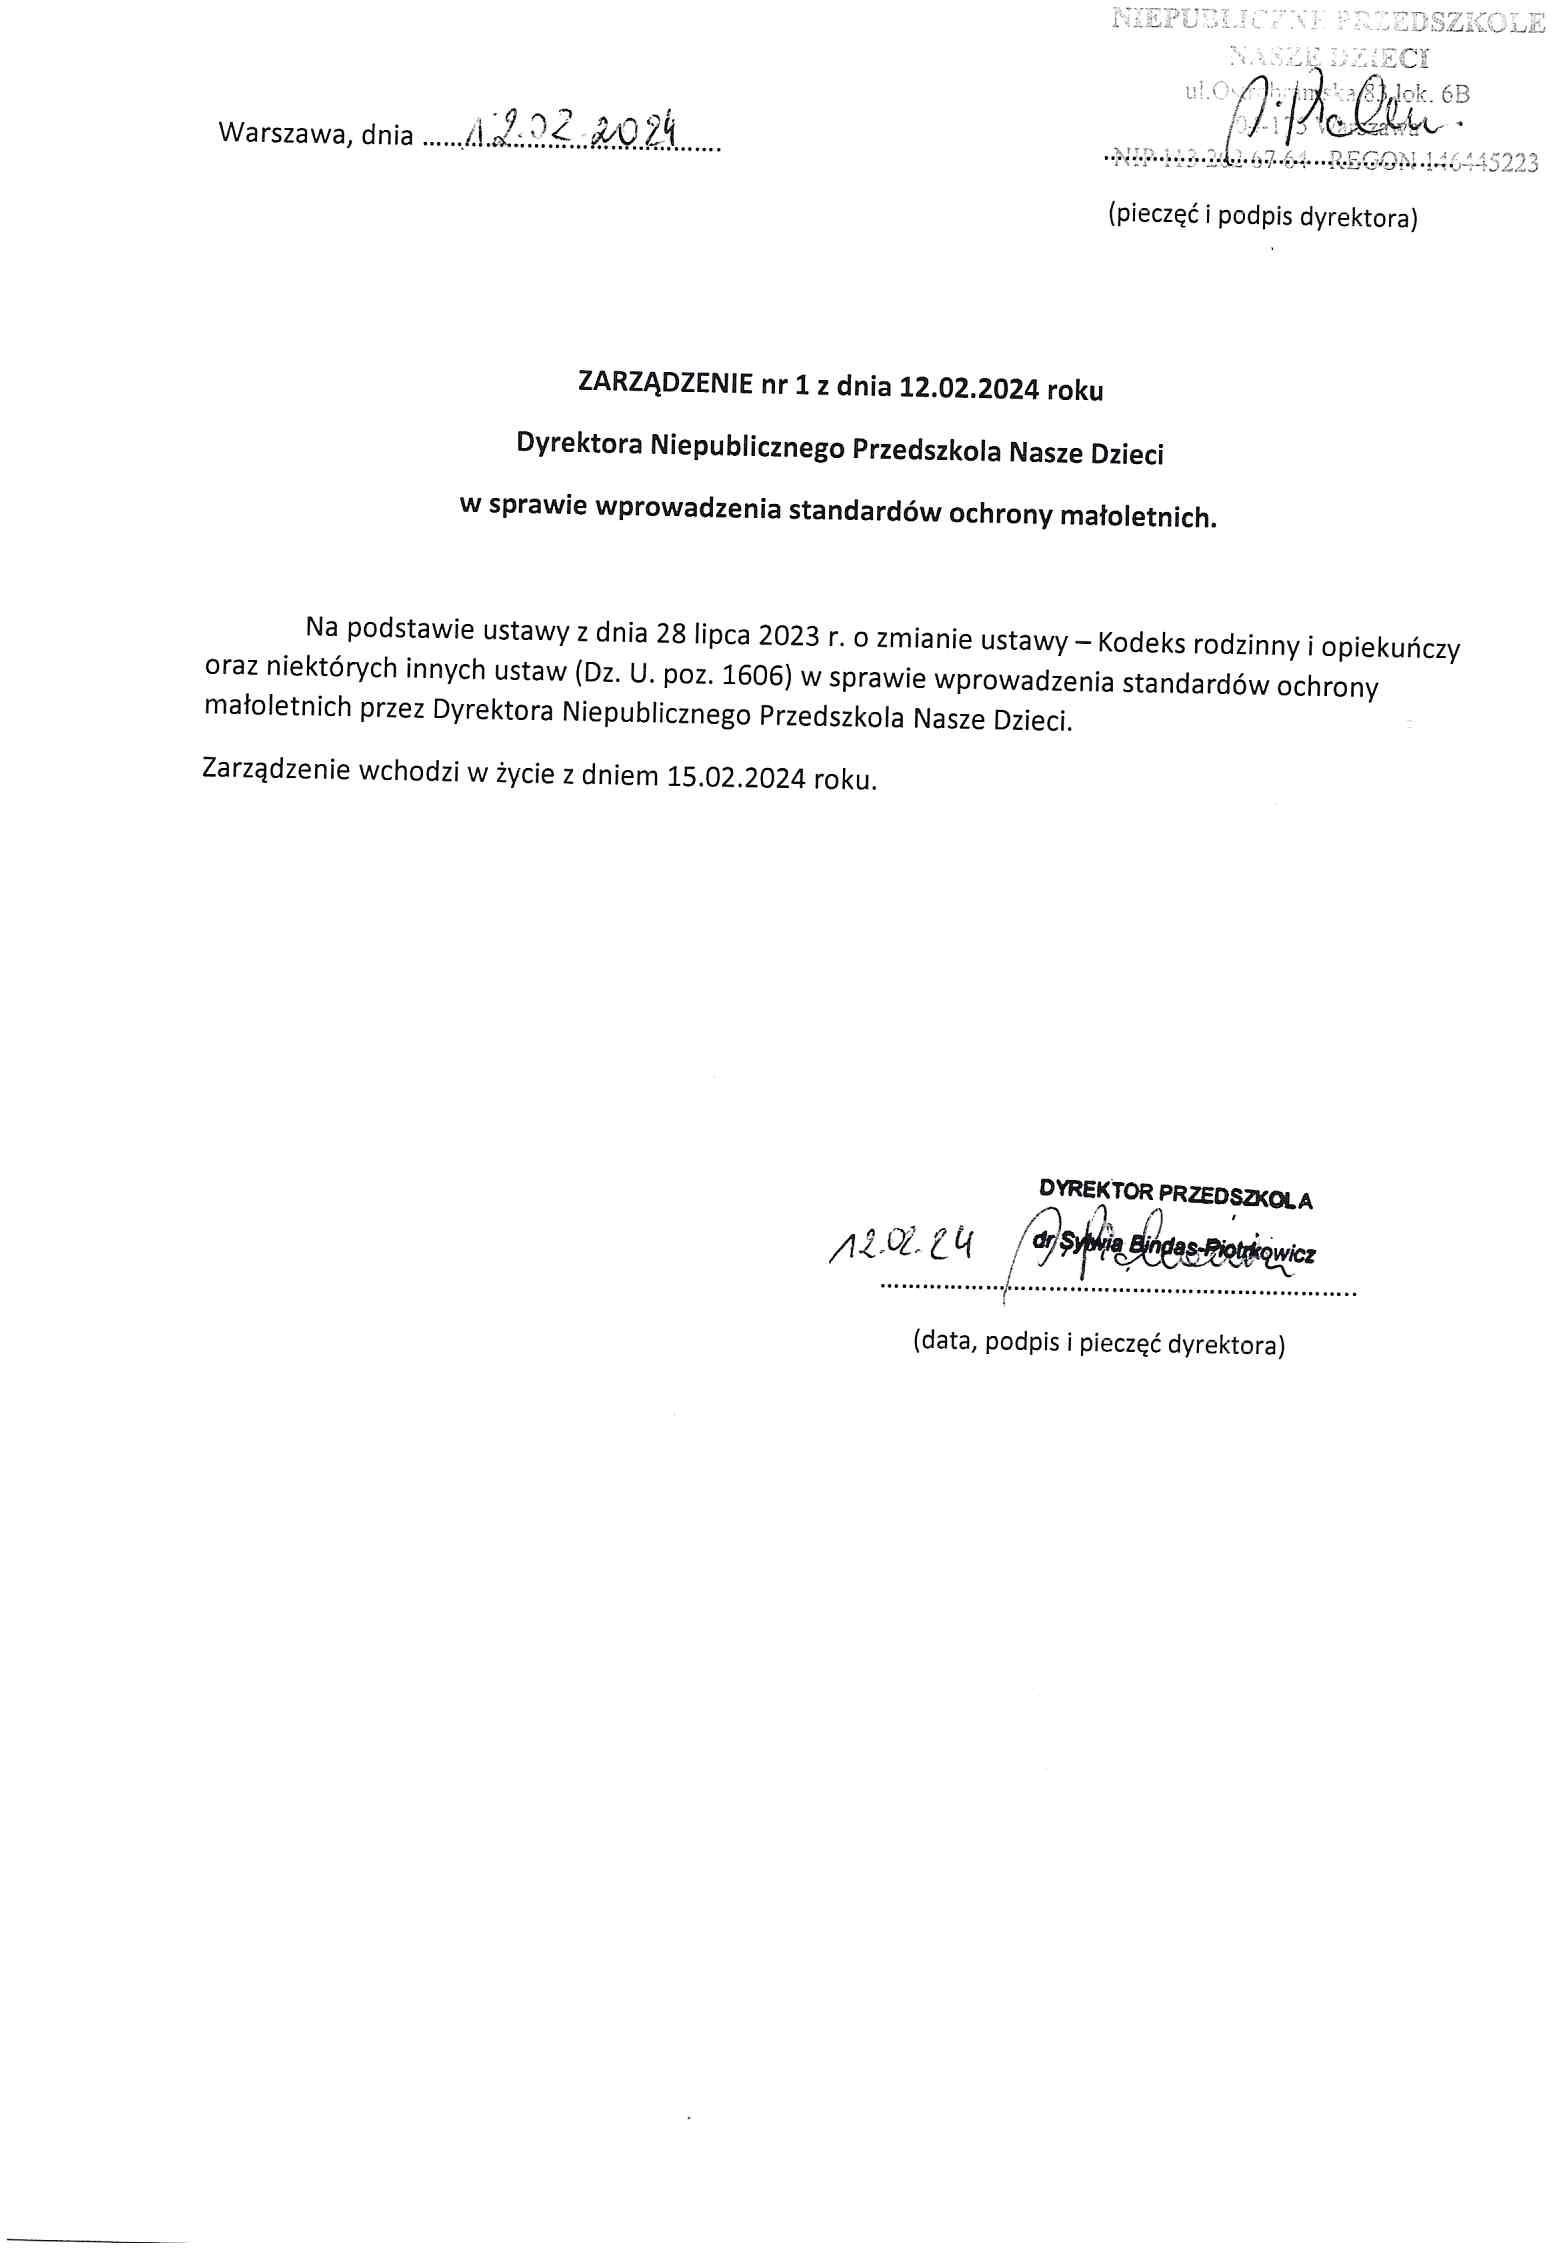 NIEPUBLICZNE PRZEDSZKOLE
NASZE DZIECI
lok. 6B
Warszawa, dnia 12.02.2024
Warszawa
REGON 146445223
(pieczęć i podpis dyrektora)
ZARZĄDZENIE nr 1 z dnia 12.02.2024 roku
Dyrektora Niepublicznego Przedszkola Nasze Dzieci
w sprawie wprowadzenia standardów ochrony małoletnich.
Na podstawie ustawy z dnia 28 lipca 2023 r. o zmianie ustawy – Kodeks rodzinny i opiekuńczy
oraz niektórych innych ustaw (Dz. U. poz. 1606) w sprawie wprowadzenia standardów ochrony
małoletnich przez Dyrektora Niepublicznego Przedszkola Nasze Dzieci.
Zarządzenie wchodzi w życie z dniem 15.02.2024 roku.
DYREKTOR PRZEDSZKOLA
12.02.24 dr Sylwia Bindas-Piotrkowicz
(data, podpis i pieczęć dyrektora)